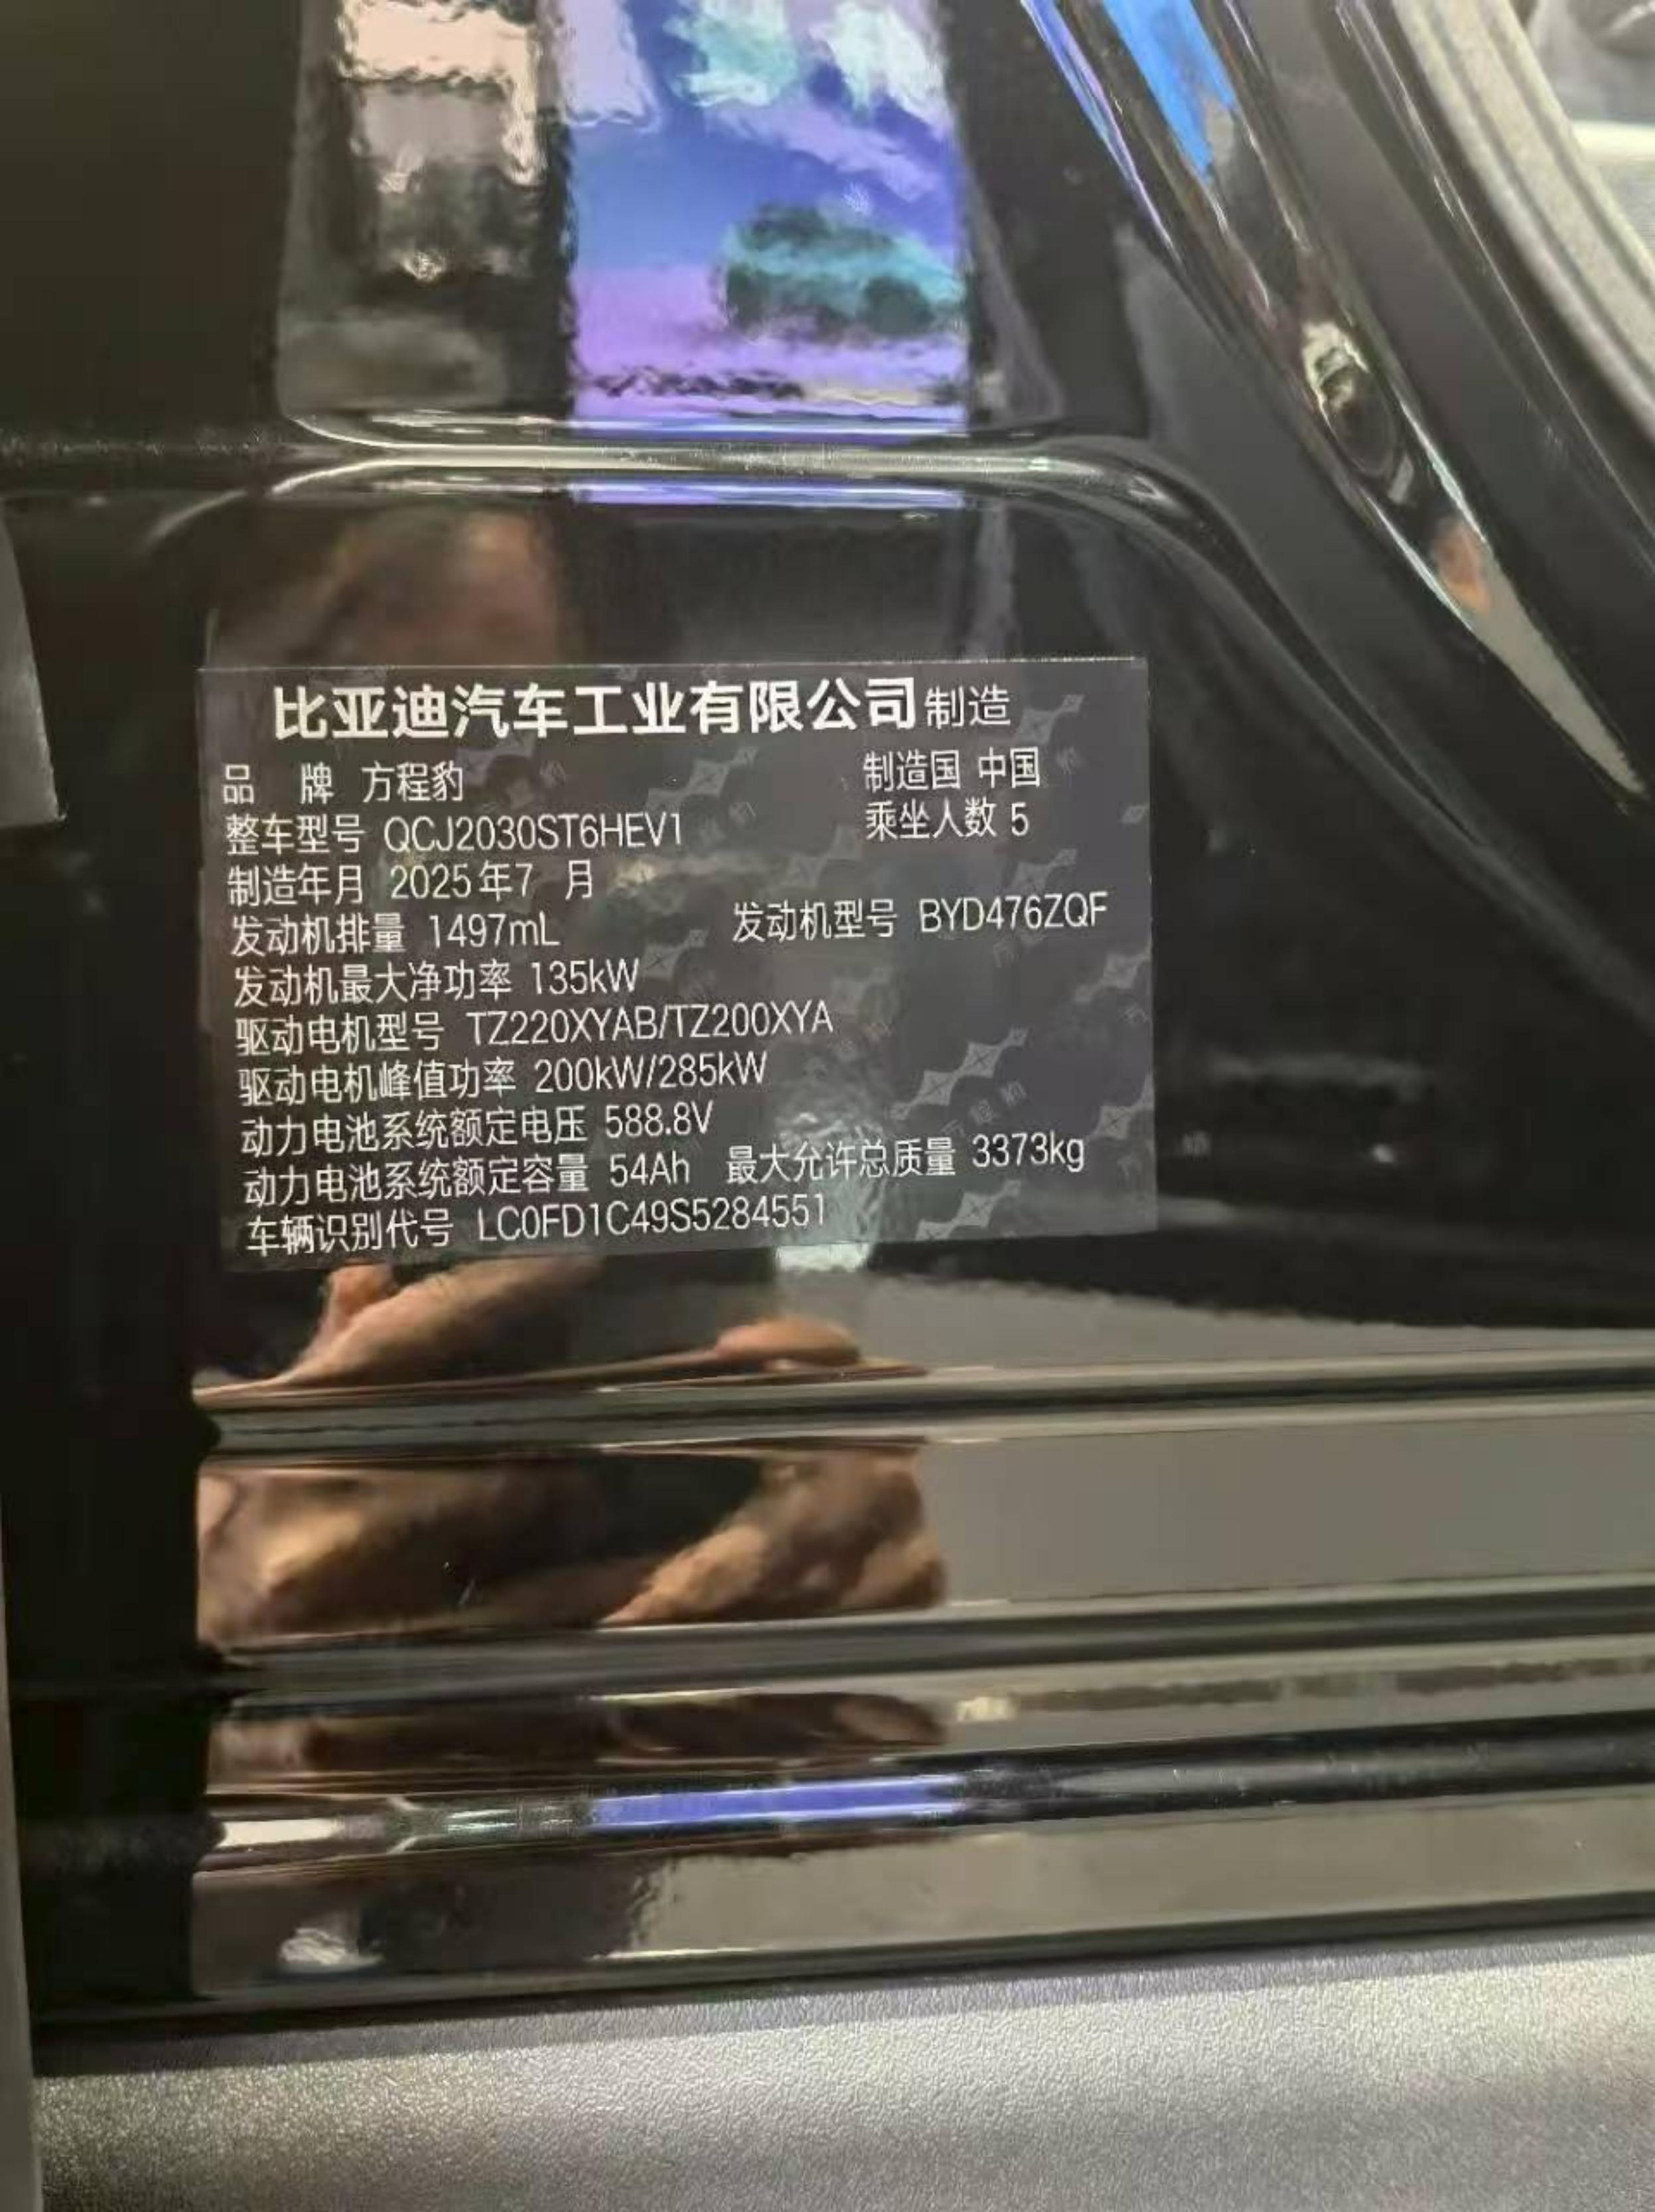 比亚迪汽车工业有限公司制造
品 牌 方程豹 制造国 中国
整车型号 QCJ2030ST6HEV1 乘坐人数 5
制造年月 2025年7 月
发动机排量 1497mL 发动机型号 BYD476ZQF
发动机最大净功率 135kW
驱动电机型号 TZ220XYAB/TZ200XYA
驱动电机峰值功率 200kW/285kW
动力电池系统额定电压 588.8V
动力电池系统额定容量 54Ah 最大允许总质量 3373kg
车辆识别代号 LC0FD1C49S5284551